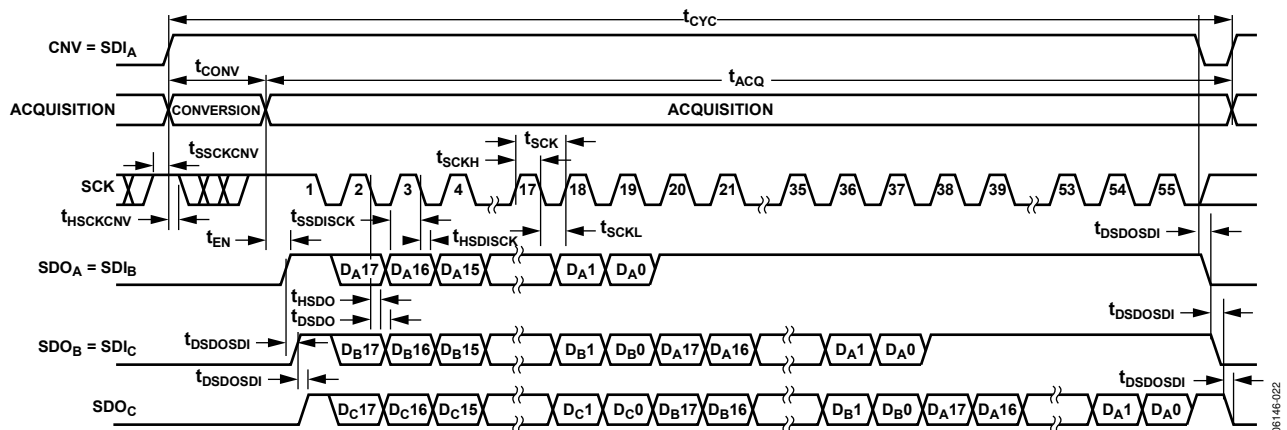 tCYC
CNV = SDIA
tCONV
tACQ
ACQUISITION
CONVERSION
ACQUISITION
tSSCKCNV
tSCK
tSCKH
SCK
1 2 3 4 17 18 19 20 21 35 36 37 38 39 53 54 55
tHSCKCNV
tSSDISCK
tSCKL
tEN
tHSDISCK
tDSDOSDI
SDOA = SDIB
DA17 DA16 DA15 DA1 DA0
tHSDO
tDSDO
tDSDOSDI
tDSDOSDI
SDOB = SDIC
DB17 DB16 DB15 DB1 DB0 DA17 DA16 DA1 DA0
tDSDOSDI
tDSDOSDI
SDOC
DC17 DC16 DC15 DC1 DC0 DB17 DB16 DB1 DB0 DA17 DA16 DA1 DA0
06146-022